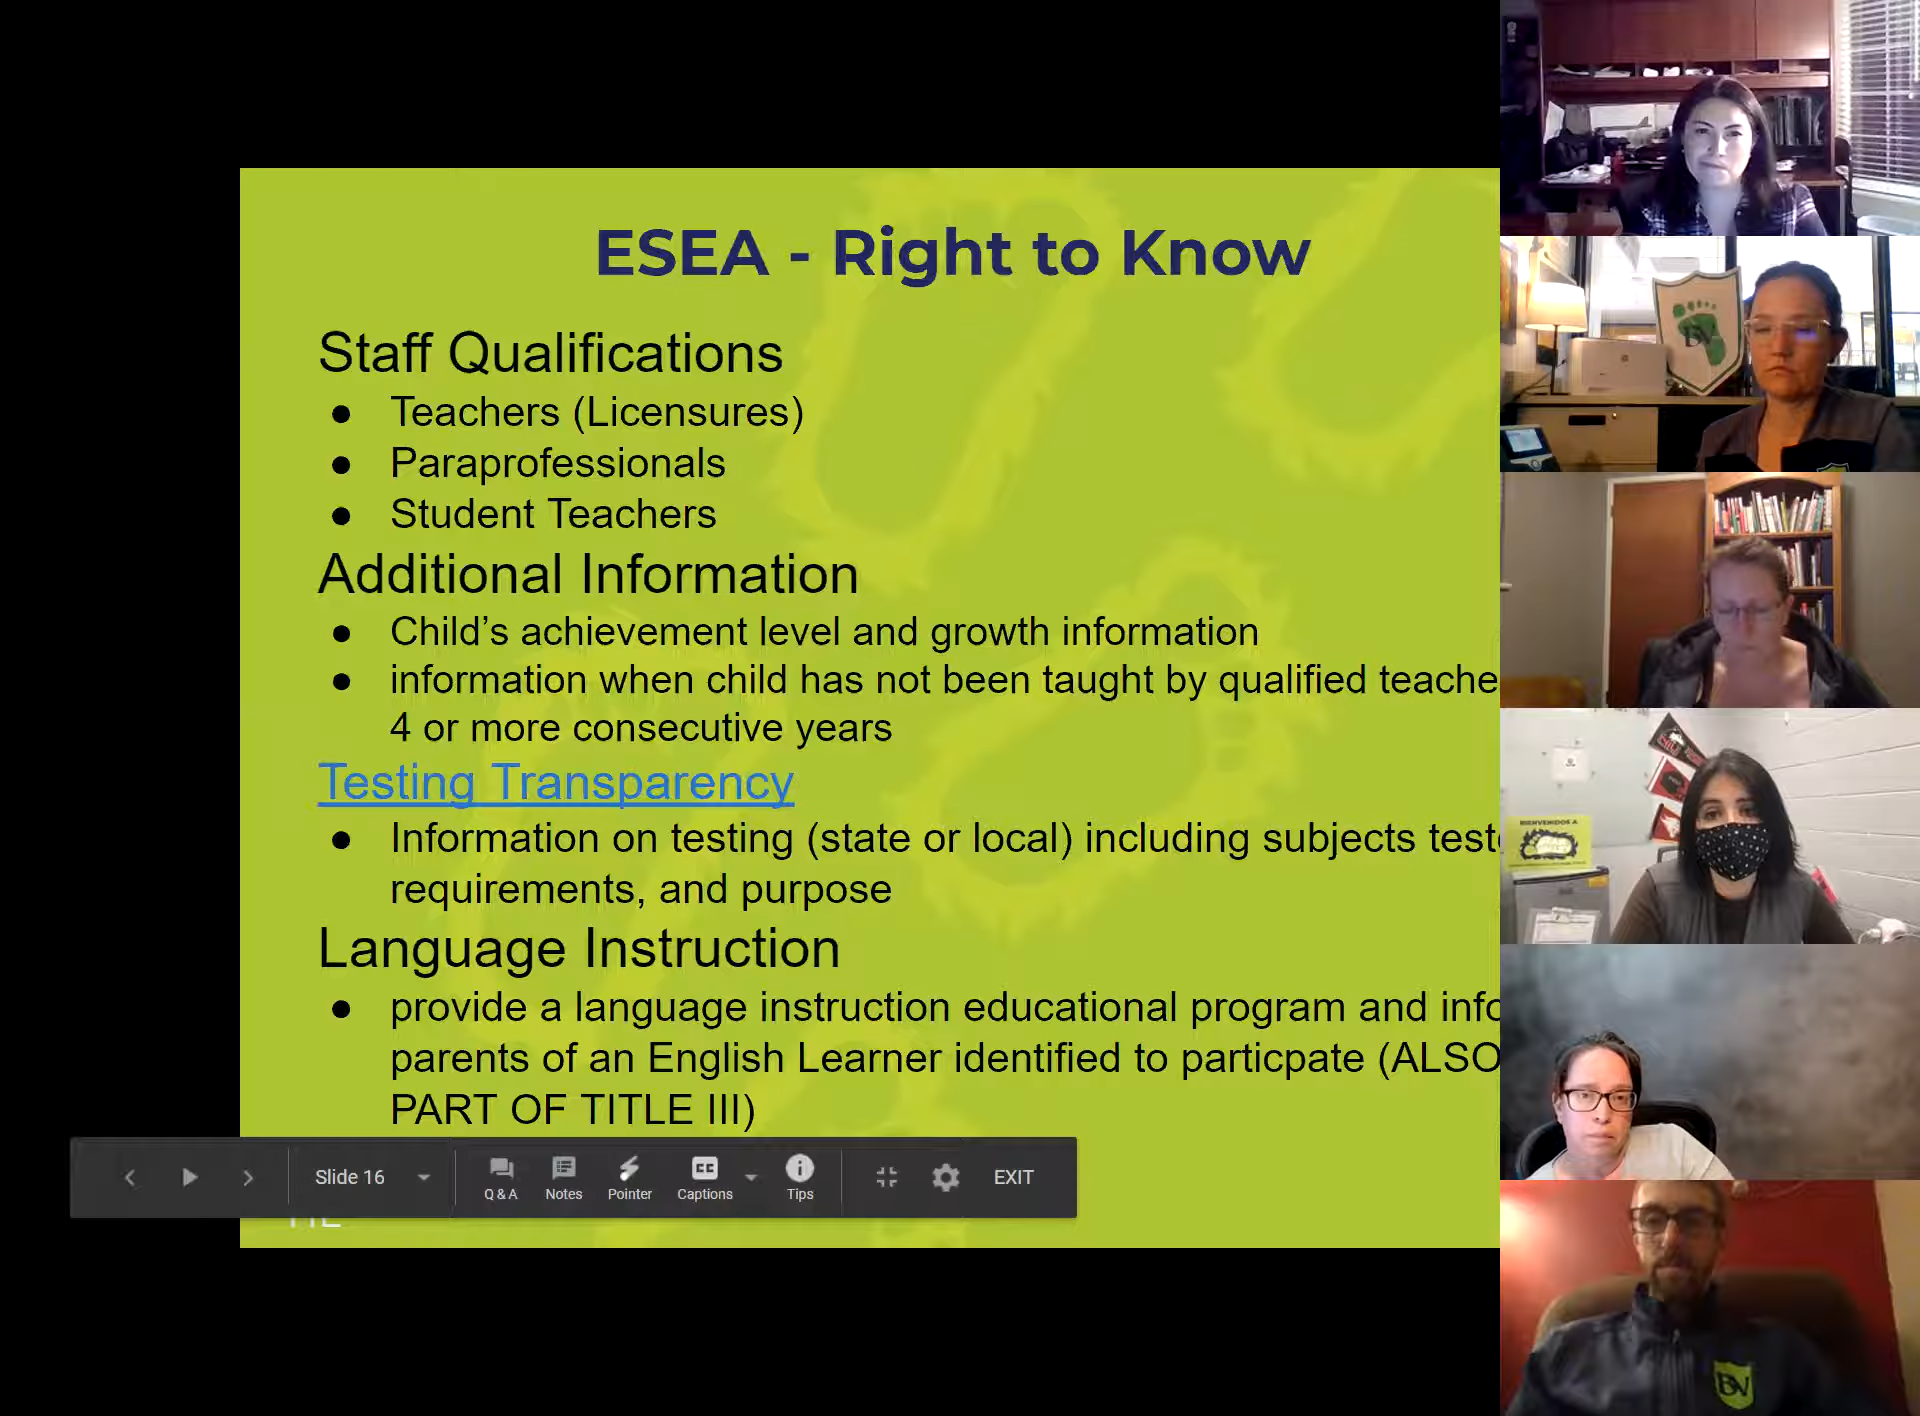 ESEA - Right to Know
Staff Qualifications
● Teachers (Licensures)
● Paraprofessionals
● Student Teachers
Additional Information
● Child’s achievement level and growth information
● information when child has not been taught by qualified teache
4 or more consecutive years
Testing Transparency
● Information on testing (state or local) including subjects test
requirements, and purpose
Language Instruction
● provide a language instruction educational program and info
parents of an English Learner identified to particpate (ALSO
PART OF TITLE III)
Slide 16
Q & A
Notes
Pointer
CC
Captions
Tips
EXIT
BV
BIENVENIDOS A
BV